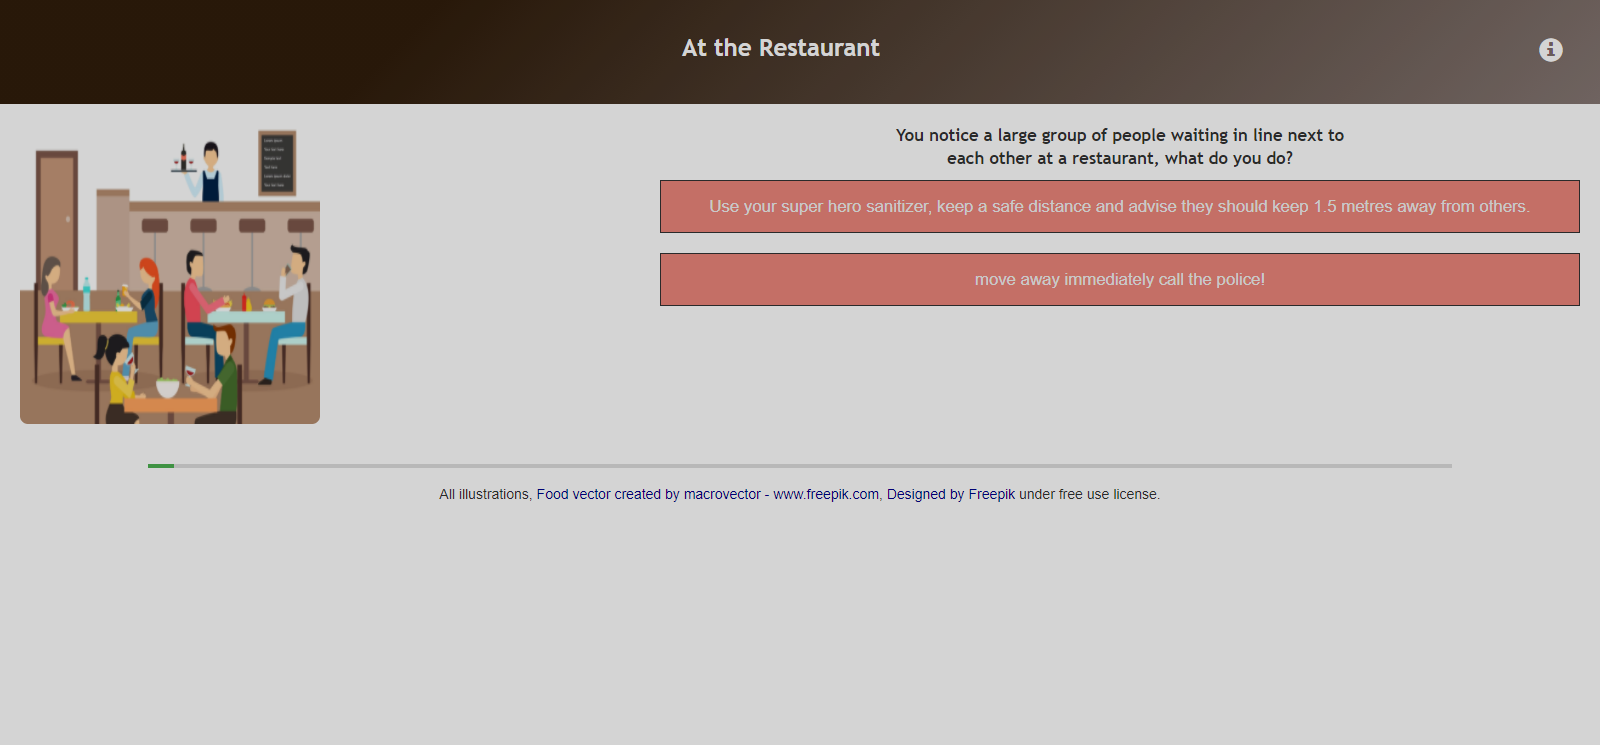 At the Restaurant
You notice a large group of people waiting in line next to
each other at a restaurant, what do you do?
Use your super hero sanitizer, keep a safe distance and advise they should keep 1.5 metres away from others.
move away immediately call the police!
All illustrations, Food vector created by macrovector - www.freepik.com, Designed by Freepik under free use license.